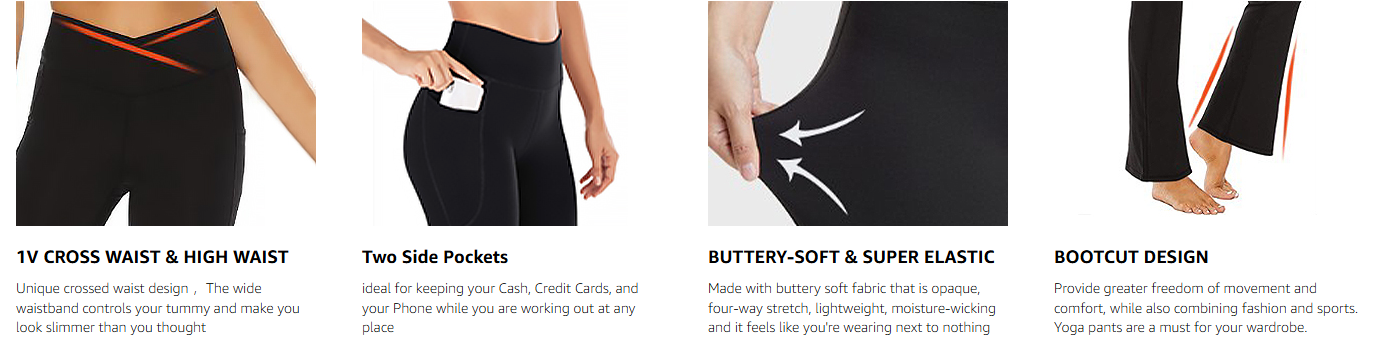 1V CROSS WAIST & HIGH WAIST
Unique crossed waist design ，The wide
waistband controls your tummy and make you
look slimmer than you thought
Two Side Pockets
ideal for keeping your Cash, Credit Cards, and
your Phone while you are working out at any
place
BUTTERY-SOFT & SUPER ELASTIC
Made with buttery soft fabric that is opaque,
four-way stretch, lightweight, moisture-wicking
and it feels like you're wearing next to nothing
BOOTCUT DESIGN
Provide greater freedom of movement and
comfort, while also combining fashion and sports.
Yoga pants are a must for your wardrobe.